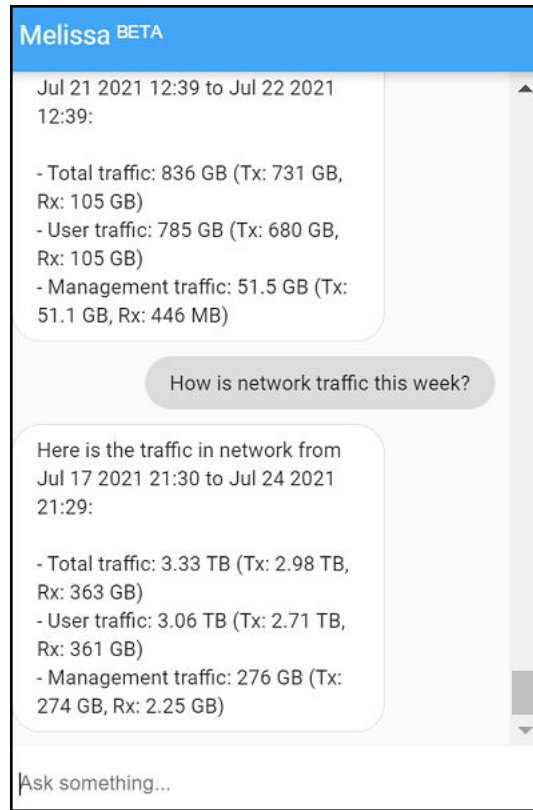 Melissa BETA
Jul 21 2021 12:39 to Jul 22 2021
12:39:
- Total traffic: 836 GB (Tx: 731 GB,
Rx: 105 GB)
- User traffic: 785 GB (Tx: 680 GB,
Rx: 105 GB)
- Management traffic: 51.5 GB (Tx:
51.1 GB, Rx: 446 MB)
How is network traffic this week?
Here is the traffic in network from
Jul 17 2021 21:30 to Jul 24 2021
21:29:
- Total traffic: 3.33 TB (Tx: 2.98 TB,
Rx: 363 GB)
- User traffic: 3.06 TB (Tx: 2.71 TB,
Rx: 361 GB)
- Management traffic: 276 GB (Tx:
274 GB, Rx: 2.25 GB)
Ask something...